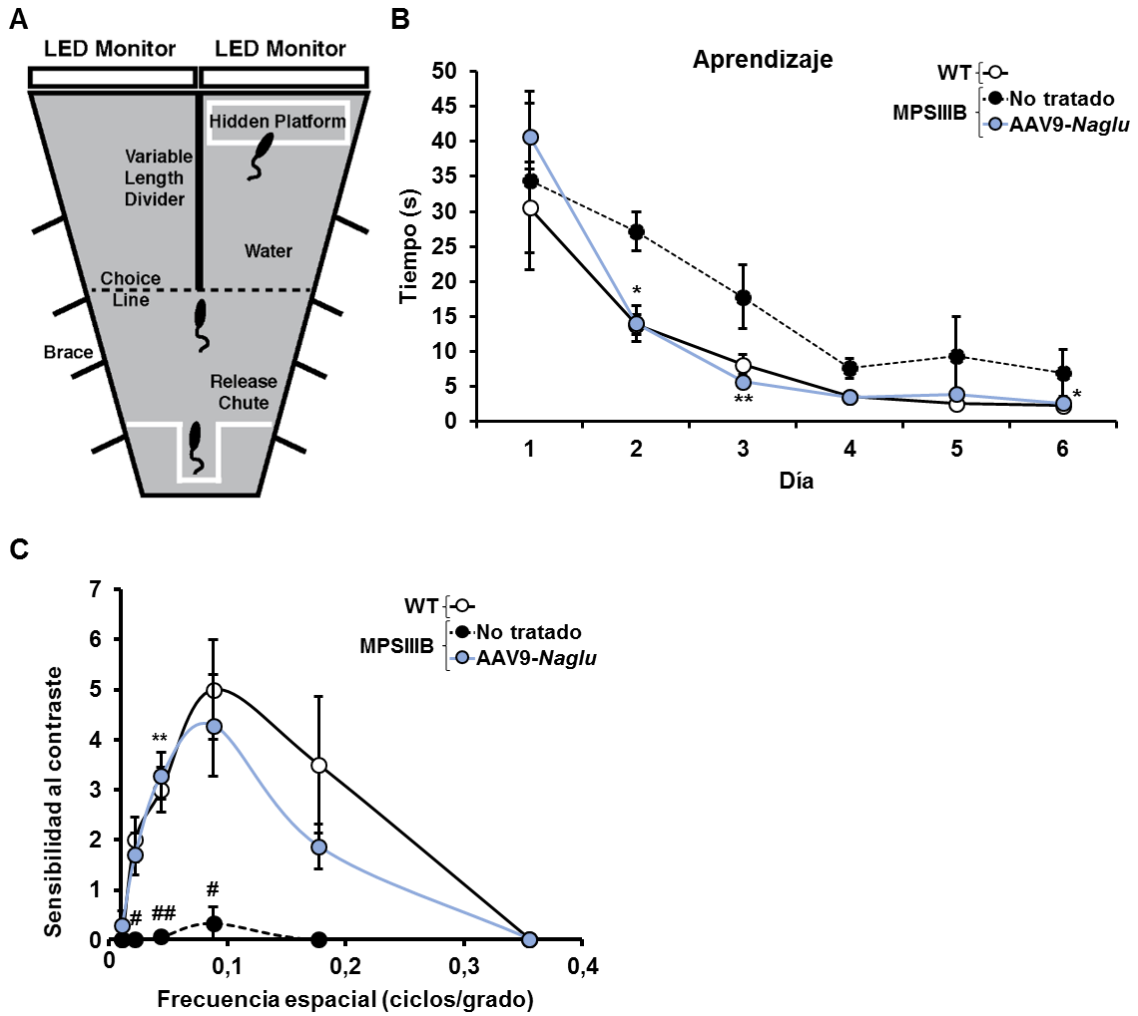 A
LED Monitor
LED Monitor
Hidden Platform
Variable
Length
Divider
Water
Choice
Line
Brace
Release
Chute
B
Aprendizaje
WT
No tratado
MPSIIIB
AAV9-Naglu
Tiempo (s)
50
45
40
35
30
25
20
15
10
5
0
*
**
*
1
2
3
4
5
6
Día
C
WT
No tratado
MPSIIIB
AAV9-Naglu
Sensibilidad al contraste
7
6
5
4
3
2
1
0
**
#
##
#
0
0,1
0,2
0,3
0,4
Frecuencia espacial (ciclos/grado)